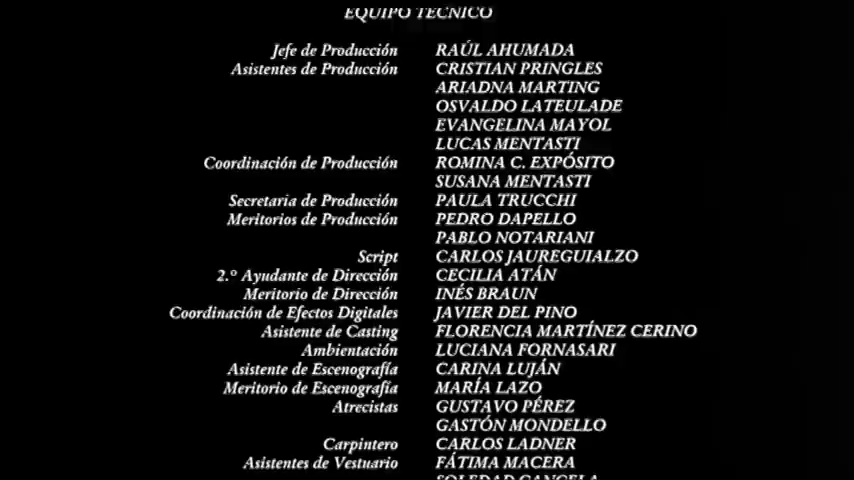 EQUIPO TÉCNICO
Jefe de Producción RAÚL AHUMADA
Asistentes de Producción CRISTIAN PRINGLES
ARIADNA MARTING
OSVALDO LATEULADE
EVANGELINA MAYOL
LUCAS MENTASTI
Coordinación de Producción ROMINA C. EXPÓSITO
SUSANA MENTASTI
Secretaria de Producción PAULA TRUCCHI
Meritorios de Producción PEDRO DAPELLO
PABLO NOTARIANI
Script CARLOS JAUREGUIALZO
2.º Ayudante de Dirección CECILIA ATÁN
Meritorio de Dirección INÉS BRAUN
Coordinación de Efectos Digitales JAVIER DEL PINO
Asistente de Casting FLORENCIA MARTÍNEZ CERINO
Ambientación LUCIANA FORNASARI
Asistente de Escenografía CARINA LUJÁN
Meritorio de Escenografía MARÍA LAZO
Atrecistas GUSTAVO PÉREZ
GASTÓN MONDELLO
Carpintero CARLOS LADNER
Asistentes de Vestuario FÁTIMA MACERA
SOLEDAD CANCELA